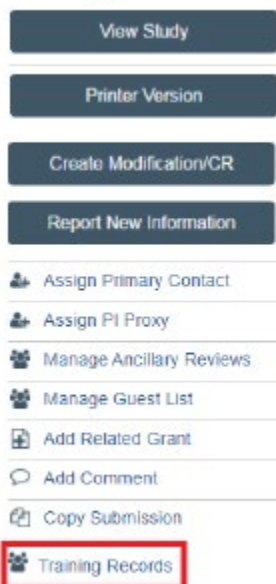 View Study
Printer Version
Create Modification/CR
Report New Information
Assign Primary Contact
Assign PI Proxy
Manage Ancillary Reviews
Manage Guest List
Add Related Grant
Add Comment
Copy Submission
Training Records